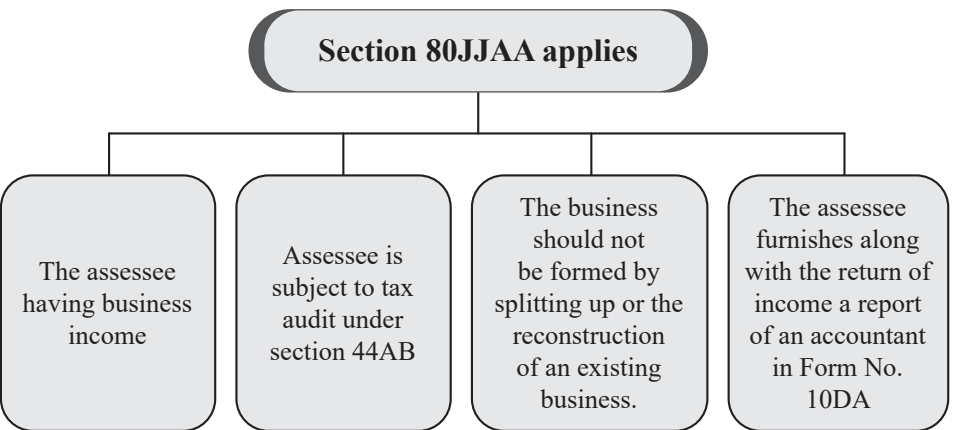 Section 80JJAA applies
The assessee
having business
income
Assessee is
subject to tax
audit under
section 44AB
The business
should not
be formed by
splitting up or the
reconstruction
of an existing
business.
The assessee
furnishes along
with the return of
income a report
of an accountant
in Form No.
10DA